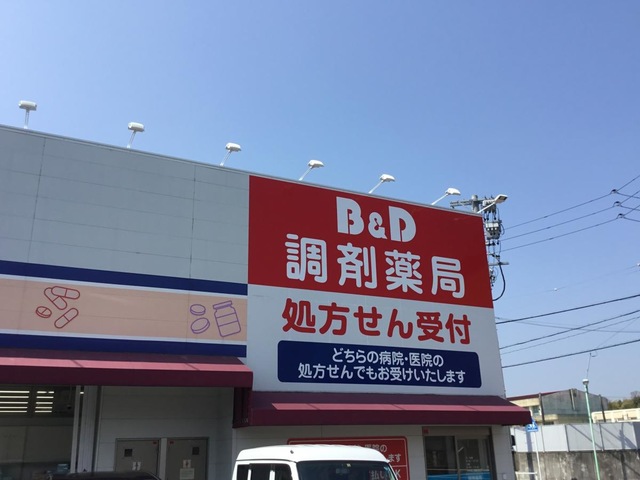 B&D
調剤薬局
処方せん受付
どちらの病院・医院の
処方せんでもお受けいたします